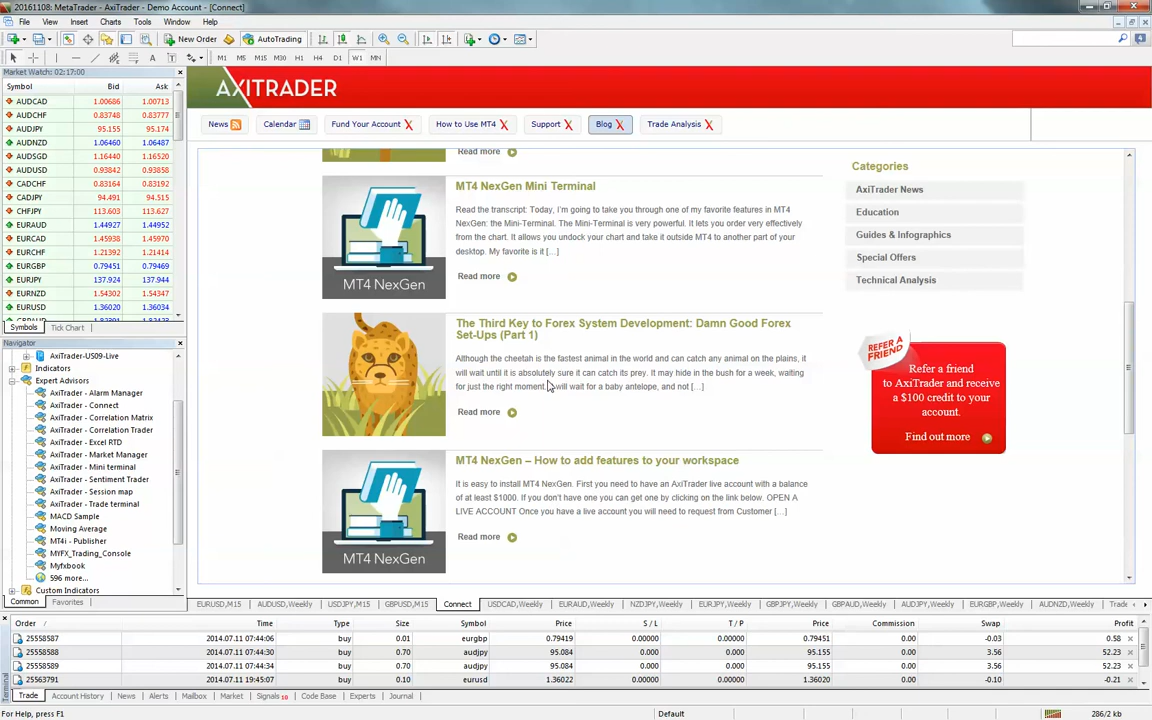 20161108: MetaTrader - AxiTrader - Demo Account - [Connect]
File View Insert Charts Tools Window Help
New Order AutoTrading
M1 M5 M15 M30 H1 H4 D1 W1 MN
Market Watch: 02:17:00
Symbol Bid Ask
AUDCAD 1.00686 1.00713
AUDCHF 0.83748 0.83777
AUDJPY 95.155 95.174
AUDNZD 1.06460 1.06487
AUDSGD 1.16440 1.16520
AUDUSD 0.93842 0.93858
CADCHF 0.83164 0.83192
CADJPY 94.491 94.515
CHFJPY 113.603 113.627
EURAUD 1.44927 1.44952
EURCAD 1.45938 1.45970
EURCHF 1.21392 1.21414
EURGBP 0.79451 0.79469
EURJPY 137.924 137.944
EURNZD 1.54302 1.54347
EURUSD 1.36020 1.36034
Symbols Tick Chart
Navigator
AxiTrader-US09-Live
Indicators
Expert Advisors
AxiTrader - Alarm Manager
AxiTrader - Connect
AxiTrader - Correlation Matrix
AxiTrader - Correlation Trader
AxiTrader - Excel RTD
AxiTrader - Market Manager
AxiTrader - Mini terminal
AxiTrader - Sentiment Trader
AxiTrader - Session map
AxiTrader - Trade terminal
MACD Sample
Moving Average
MT4i - Publisher
MYFX_Trading_Console
Myfxbook
596 more...
Custom Indicators
Common Favorites
AXITRADER
News Calendar Fund Your Account How to Use MT4 Support Blog Trade Analysis
Read more
MT4 NexGen
MT4 NexGen Mini Terminal
Read the transcript: Today, I'm going to take you through one of my favorite features in MT4
NexGen: the Mini-Terminal. The Mini-Terminal is very powerful. It lets you order very effectively
from the chart. It allows you undock your chart and take it outside MT4 to another part of your
desktop. My favorite is it [...]
Read more
The Third Key to Forex System Development: Damn Good Forex
Set-Ups (Part 1)
Although the cheetah is the fastest animal in the world and can catch any animal on the plains, it
will wait until it is absolutely sure it can catch its prey. It may hide in the bush for a week, waiting
for just the right moment. will wait for a baby antelope, and not [...]
Read more
MT4 NexGen
MT4 NexGen – How to add features to your workspace
It is easy to install MT4 NexGen. First you need to have an AxiTrader live account with a balance
of at least $1000. If you don't have one you can get one by clicking on the link below. OPEN A
LIVE ACCOUNT Once you have a live account you will need to request from Customer [...]
Read more
Categories
AxiTrader News
Education
Guides & Infographics
Special Offers
Technical Analysis
REFER A
FRIEND
Refer a friend
to AxiTrader and receive
a $100 credit to your
account.
Find out more
EURUSD,M15 AUDUSD,Weekly USDJPY,M15 GBPUSD,M15 Connect USDCAD,Weekly EURAUD,Weekly NZDJPY,Weekly EURJPY,Weekly GBPJPY,Weekly GBPAUD,Weekly AUDJPY,Weekly EURGBP,Weekly AUDNZD,Weekly Trade
Order Time Type Size Symbol Price S / L T / P Price Commission Swap Profit
25558587 2014.07.11 07:44:06 buy 0.01 eurgbp 0.79419 0.00000 0.00000 0.79451 0.00 -0.03 0.58
25558588 2014.07.11 07:44:30 buy 0.70 audjpy 95.084 0.000 0.000 95.155 0.00 3.56 52.23
25558589 2014.07.11 07:44:34 buy 0.70 audjpy 95.084 0.000 0.000 95.155 0.00 3.56 52.23
25563791 2014.07.11 19:45:07 buy 0.10 eurusd 1.36022 0.00000 0.00000 1.36020 0.00 -0.10 -0.21
Terminal
Trade Account History News Alerts Mailbox Market Signals 19 Code Base Experts Journal
For Help, press F1 Default 286/2 kb